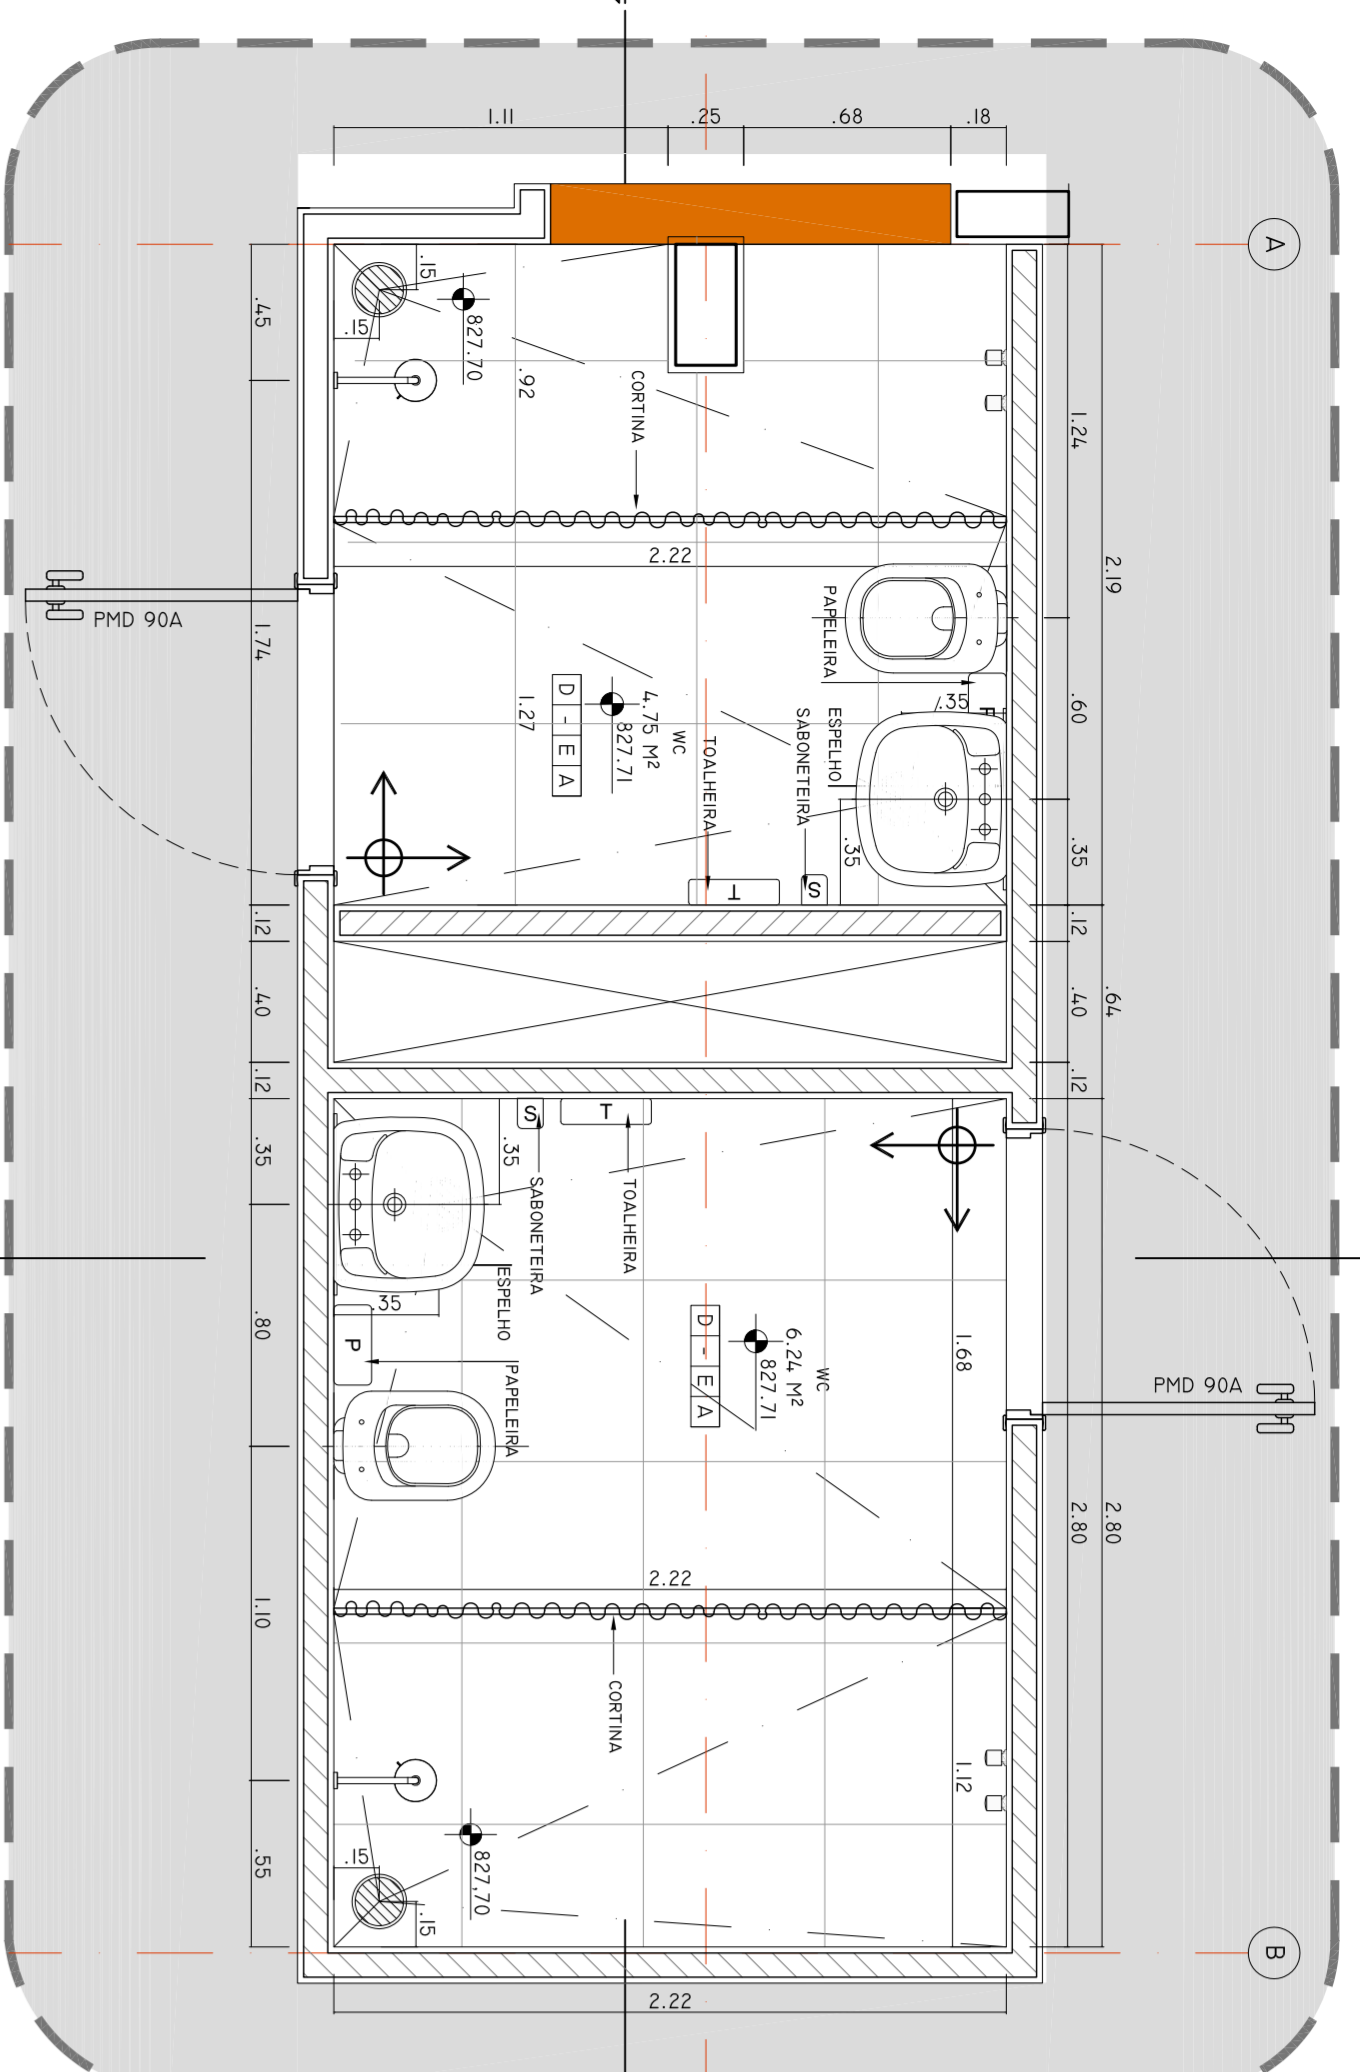 1.11
.25
.68
.18
A
.15
.15
.45
827.70
.92
CORTINA
1.24
2.19
2.22
PMD 90A
1.74
PAPELEIRA
P
.35
.60
ESPELHO
SABONETEIRA
WC
4.75 M²
827.71
D - E A
1.27
TOALHEIRA
.35
.35
T
S
.12
.12
.40
.40
.64
.12
.12
S
T
.35
.35
TOALHEIRA
SABONETEIRA
ESPELHO
.35
.80
P
PAPELEIRA
WC
6.24 M²
827.71
D - E A
1.68
PMD 90A
2.80
2.80
2.22
1.10
CORTINA
1.12
827,70
.15
.15
.55
B
2.22